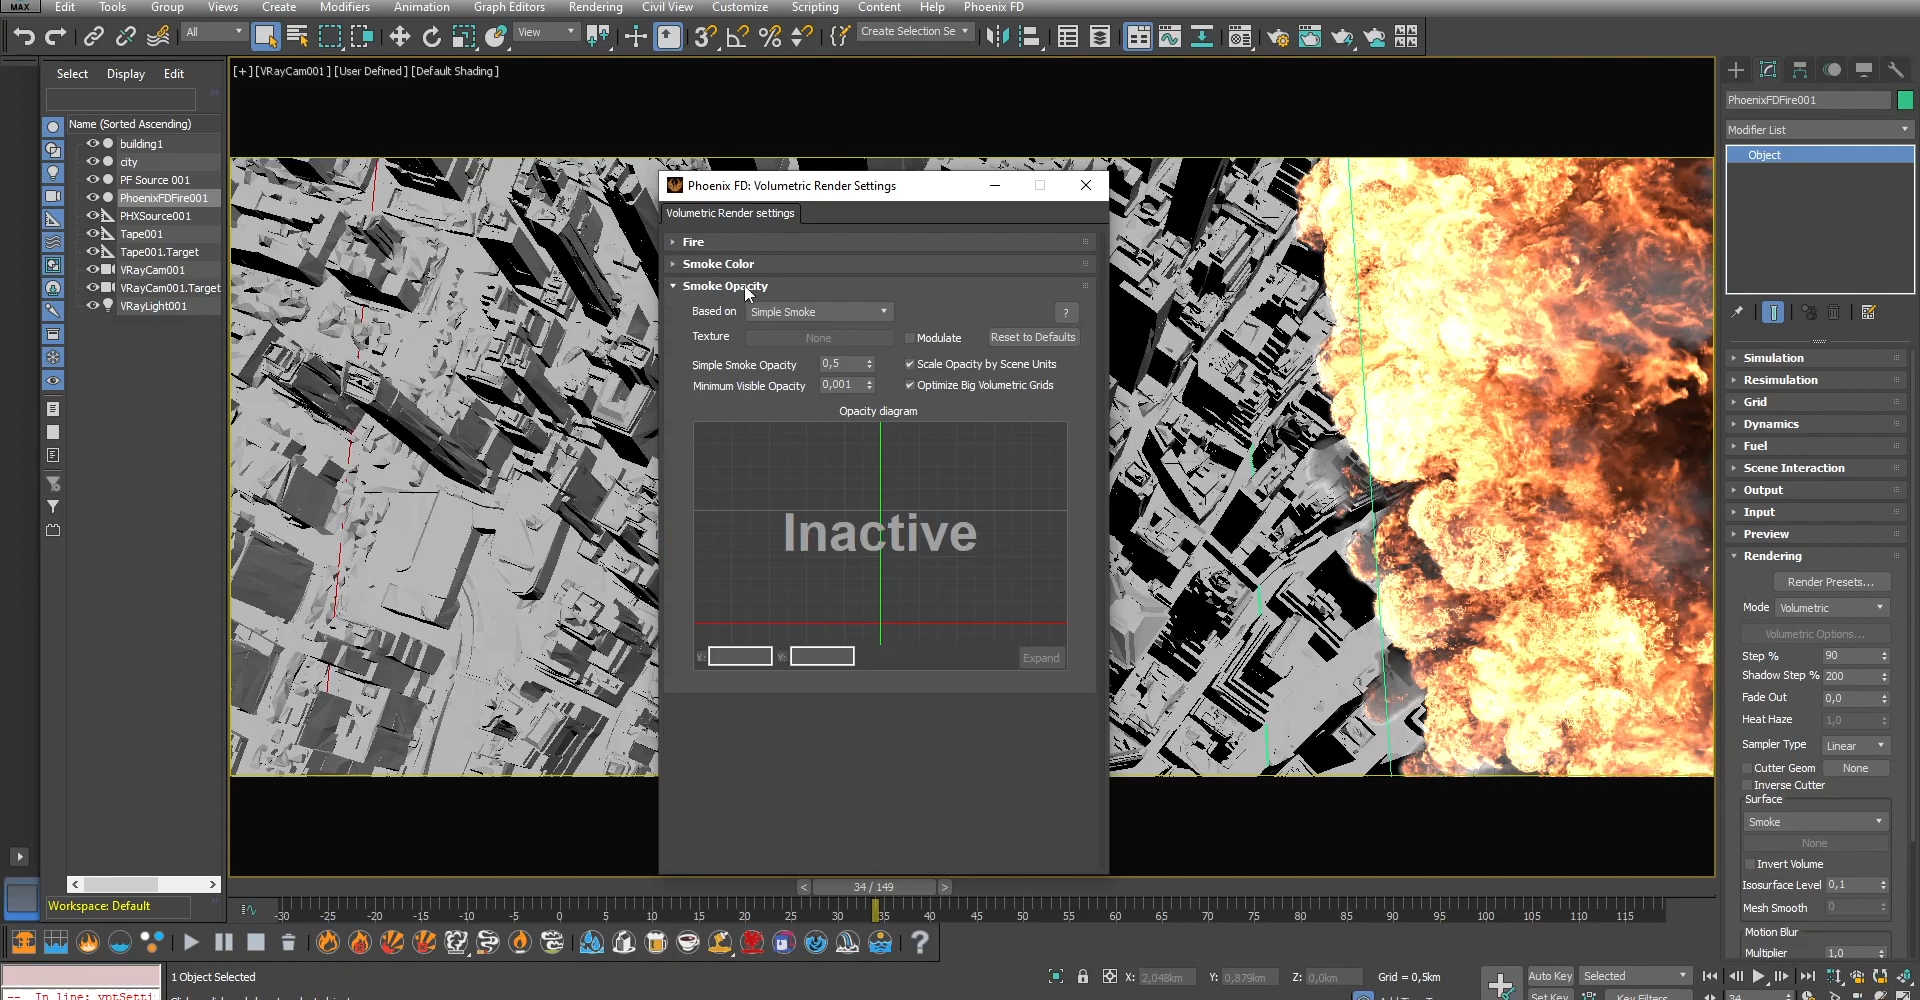 MAX Edit Tools Group Views Create Modifiers Animation Graph Editors Rendering Civil View Customize Scripting Content Help Phoenix FD
All View Create Selection Se
[+] [VRayCam001] [User Defined] [Default Shading]
Select Display Edit
Name (Sorted Ascending)
building1
city
PF Source 001
PhoenixFDFire001
PHXSource001
Tape001
Tape001.Target
VRayCam001
VRayCam001.Target
VRayLight001
Workspace: Default
Phoenix FD: Volumetric Render Settings
Volumetric Render settings
Fire
Smoke Color
Smoke Opacity
Based on Simple Smoke ?
Texture None Modulate Reset to Defaults
Simple Smoke Opacity 0,5 Scale Opacity by Scene Units
Minimum Visible Opacity 0,001 Optimize Big Volumetric Grids
Opacity diagram
Inactive
X: Y: Expand
PhoenixFDFire001
Modifier List
Object
Simulation
Resimulation
Grid
Dynamics
Fuel
Scene Interaction
Output
Input
Preview
Rendering
Render Presets...
Mode Volumetric
Volumetric Options...
Step % 90
Shadow Step % 200
Fade Out 0,0
Heat Haze 1,0
Sampler Type Linear
Cutter Geom None
Inverse Cutter
Surface
Smoke
None
Invert Volume
Isosurface Level 0,1
Mesh Smooth 0
Motion Blur
Multiplier 1,0
< 34 / 149 >
-30 -25 -20 -15 -10 -5 0 5 10 15 20 25 30 35 40 45 50 55 60 65 70 75 80 85 90 95 100 105 110 115
1 Object Selected
X: 2,048km Y: 0,879km Z: 0,0km Grid = 0,5km
Auto Key Selected
Set Key Key Filters... 34
-- In line: vptSetti